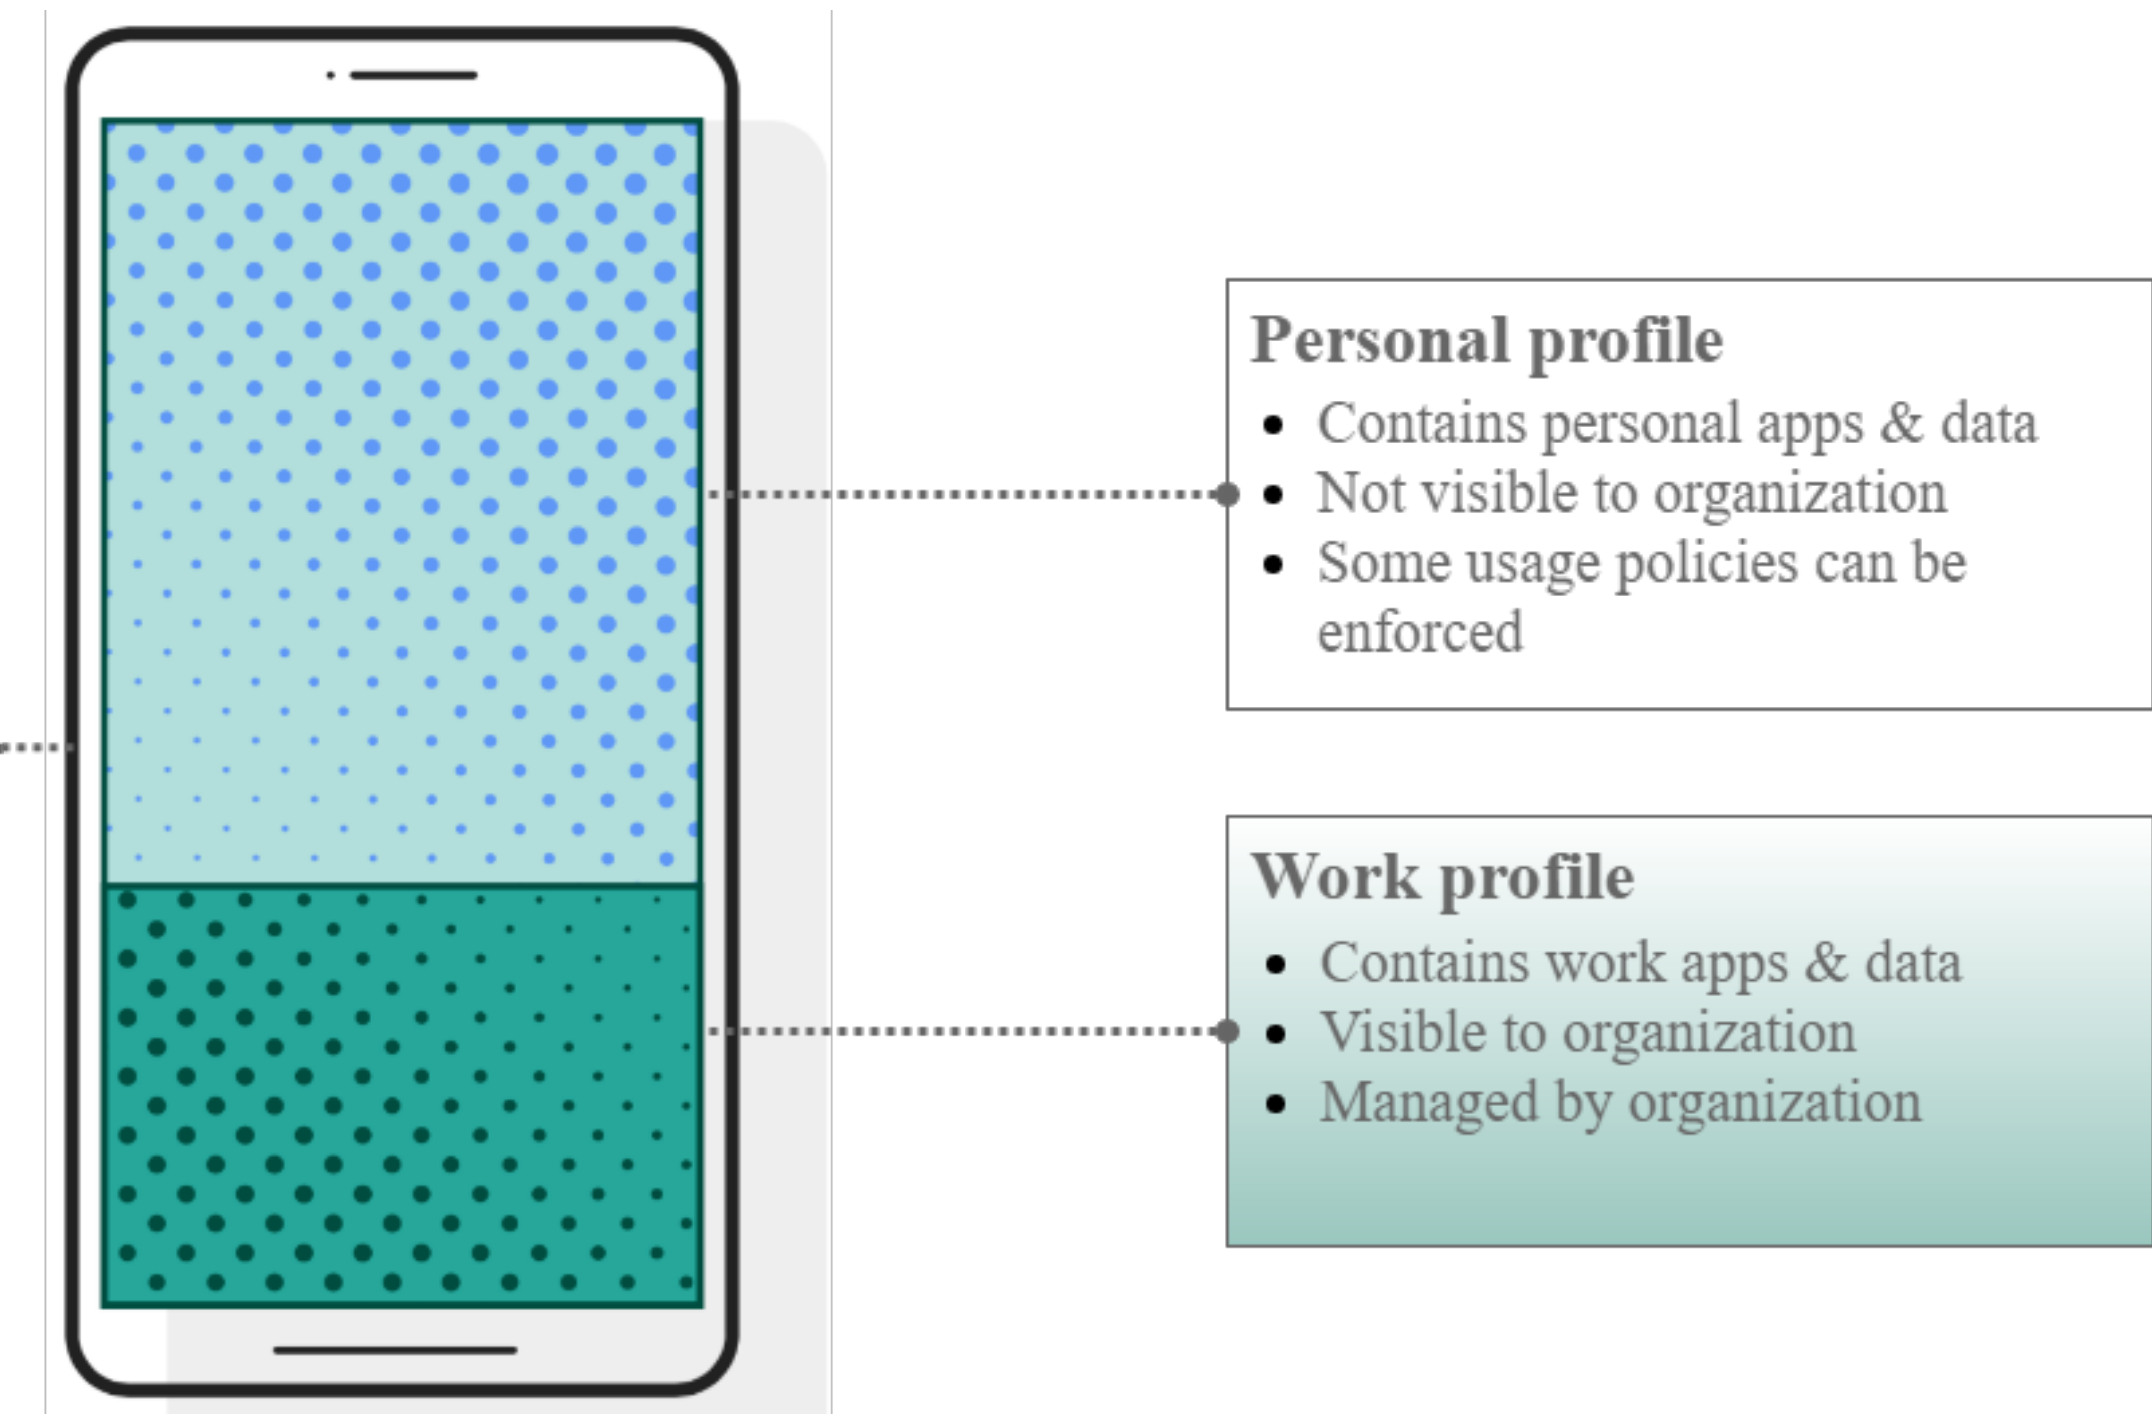 Personal profile
• Contains personal apps & data
• Not visible to organization
• Some usage policies can be
enforced
Work profile
• Contains work apps & data
• Visible to organization
• Managed by organization